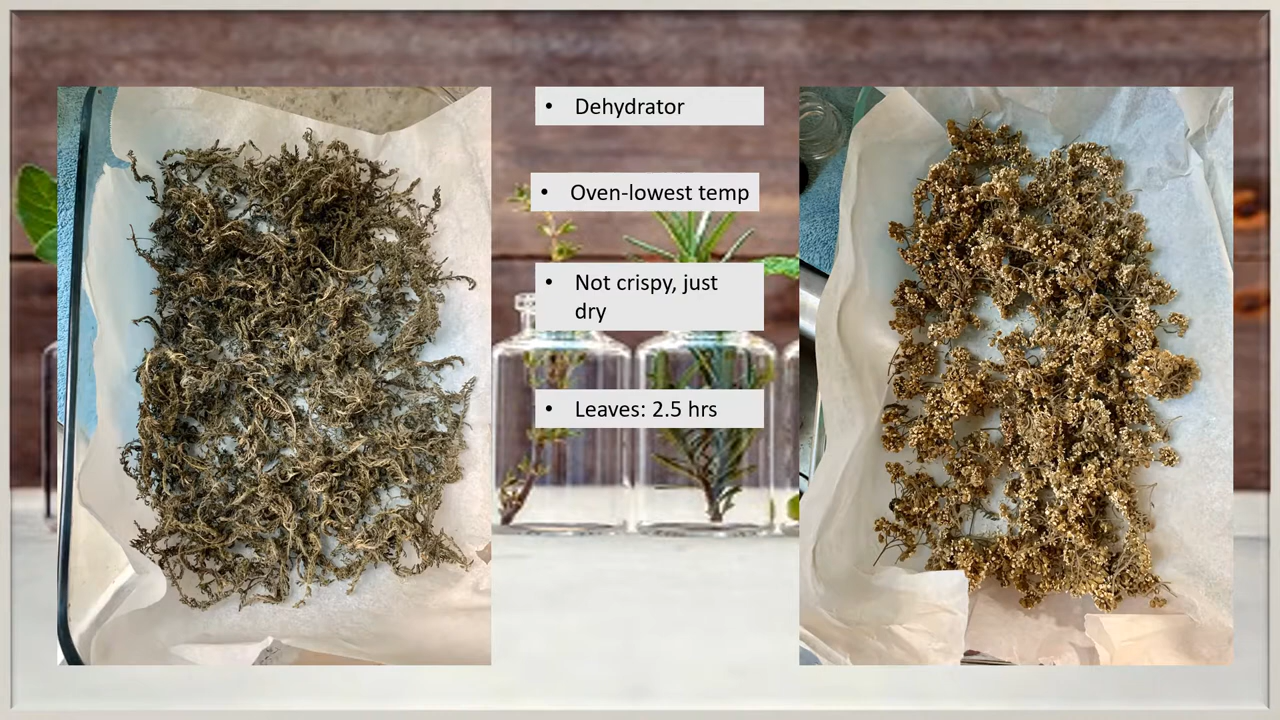 • Dehydrator
• Oven-lowest temp
• Not crispy, just
dry
• Leaves: 2.5 hrs